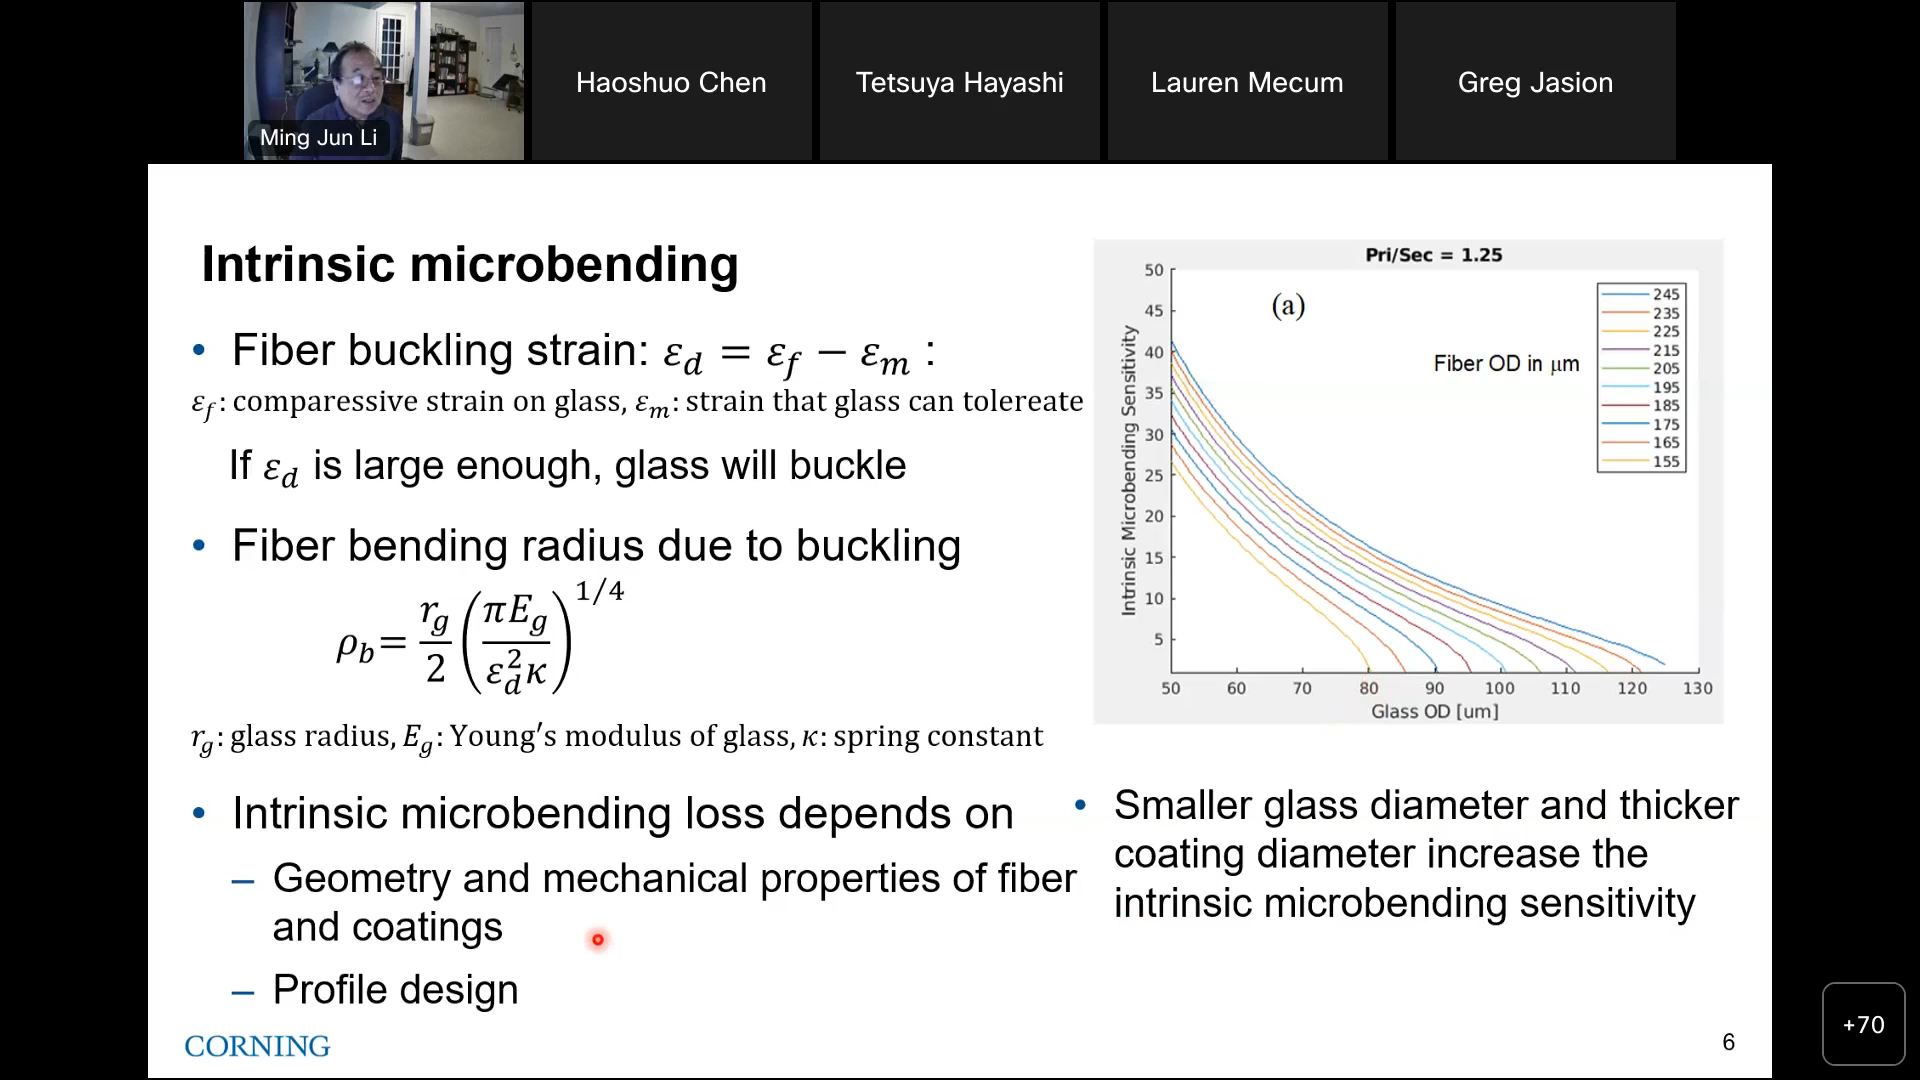 Ming Jun Li
Haoshuo Chen
Tetsuya Hayashi
Lauren Mecum
Greg Jasion
Intrinsic microbending
• Fiber buckling strain: εd = εf − εm :
εf: comparessive strain on glass, εm: strain that glass can tolereate
If εd is large enough, glass will buckle
• Fiber bending radius due to buckling
ρb = rg/2 (πEg/εd²κ)^1/4
rg: glass radius, Eg: Young′s modulus of glass, κ: spring constant
• Intrinsic microbending loss depends on
– Geometry and mechanical properties of fiber
and coatings
– Profile design
Pri/Sec = 1.25
(a)
Fiber OD in μm
245
235
225
215
205
195
185
175
165
155
Intrinsic Microbending Sensitivity
50
45
40
35
30
25
20
15
10
5
50 60 70 80 90 100 110 120 130
Glass OD [um]
• Smaller glass diameter and thicker
coating diameter increase the
intrinsic microbending sensitivity
CORNING
6
+70